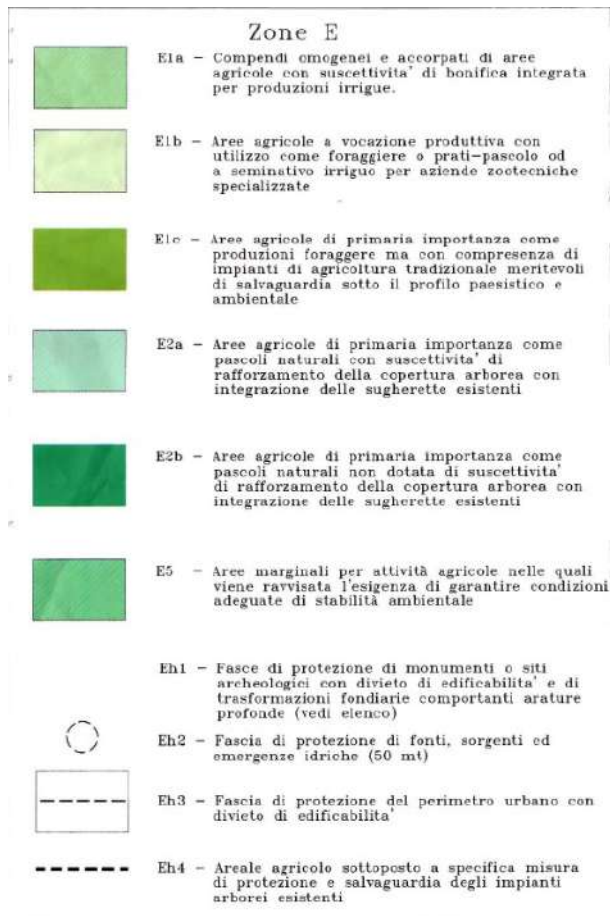 Zone E
E1a - Compendi omogenei e accorpati di aree
agricole con suscettivita' di bonifica integrata
per produzioni irrigue.
E1b - Aree agricole a vocazione produttiva con
utilizzo come foraggiere o prati-pascolo od
a seminativo irriguo per aziende zootecniche
specializzate
E1c - Aree agricole di primaria importanza come
produzioni foraggere ma con compresenza di
impianti di agricoltura tradizionale meritevoli
di salvaguardia sotto il profilo paesistico e
ambientale
E2a - Aree agricole di primaria importanza come
pascoli naturali con suscettivita' di
rafforzamento della copertura arborea con
integrazione delle sugherette esistenti
E2b - Aree agricole di primaria importanza come
pascoli naturali non dotata di suscettivita'
di rafforzamento della copertura arborea con
integrazione delle sugherette esistenti
E5 - Aree marginali per attività agricole nelle quali
viene ravvisata l'esigenza di garantire condizioni
adeguate di stabilità ambientale
Eh1 - Fasce di protezione di monumenti o siti
archeologici con divieto di edificabilita' e di
trasformazioni fondiarie comportanti arature
profonde (vedi elenco)
Eh2 - Fascia di protezione di fonti, sorgenti ed
emergenze idriche (50 mt)
Eh3 - Fascia di protezione del perimetro urbano con
divieto di edificabilita'
Eh4 - Areale agricolo sottoposto a specifica misura
di protezione e salvaguardia degli impianti
arborei esistenti